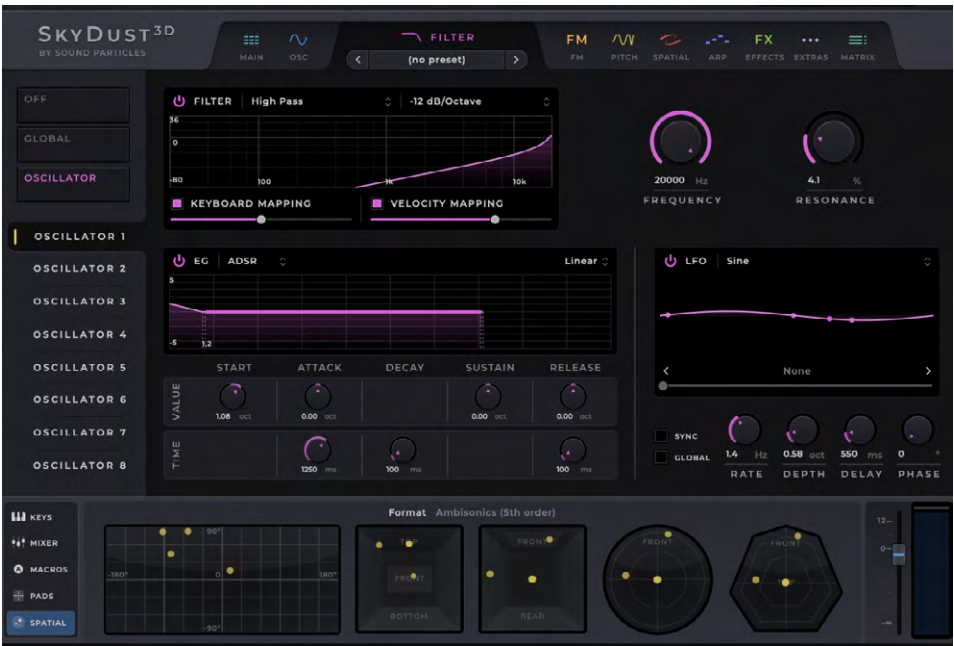 SKYDUST 3D
BY SOUND PARTICLES
MAIN
OSC
FILTER
(no preset)
FM
FM
PITCH
SPATIAL
ARP
FX
EFFECTS
EXTRAS
MATRIX
OFF
GLOBAL
OSCILLATOR
OSCILLATOR 1
OSCILLATOR 2
OSCILLATOR 3
OSCILLATOR 4
OSCILLATOR 5
OSCILLATOR 6
OSCILLATOR 7
OSCILLATOR 8
FILTER High Pass -12 dB/Octave
36
0
-80 100 1k 10k
KEYBOARD MAPPING VELOCITY MAPPING
20000 Hz
FREQUENCY
4.1 %
RESONANCE
EG ADSR Linear
5
-5 1,2
START ATTACK DECAY SUSTAIN RELEASE
VALUE
1.08 oct 0.00 oct 0.00 oct 0.00 oct
TIME
1250 ms 100 ms 100 ms
LFO Sine
None
SYNC
GLOBAL
1.4 Hz 0.58 oct 550 ms 0 °
RATE DEPTH DELAY PHASE
KEYS
MIXER
A MACROS
PADS
SPATIAL
Format Ambisonics (5th order)
90°
-180° 0 180°
-90°
TOP
FRONT
BOTTOM
FRONT
REAR
FRONT
FRONT
TOP
12
0
-∞